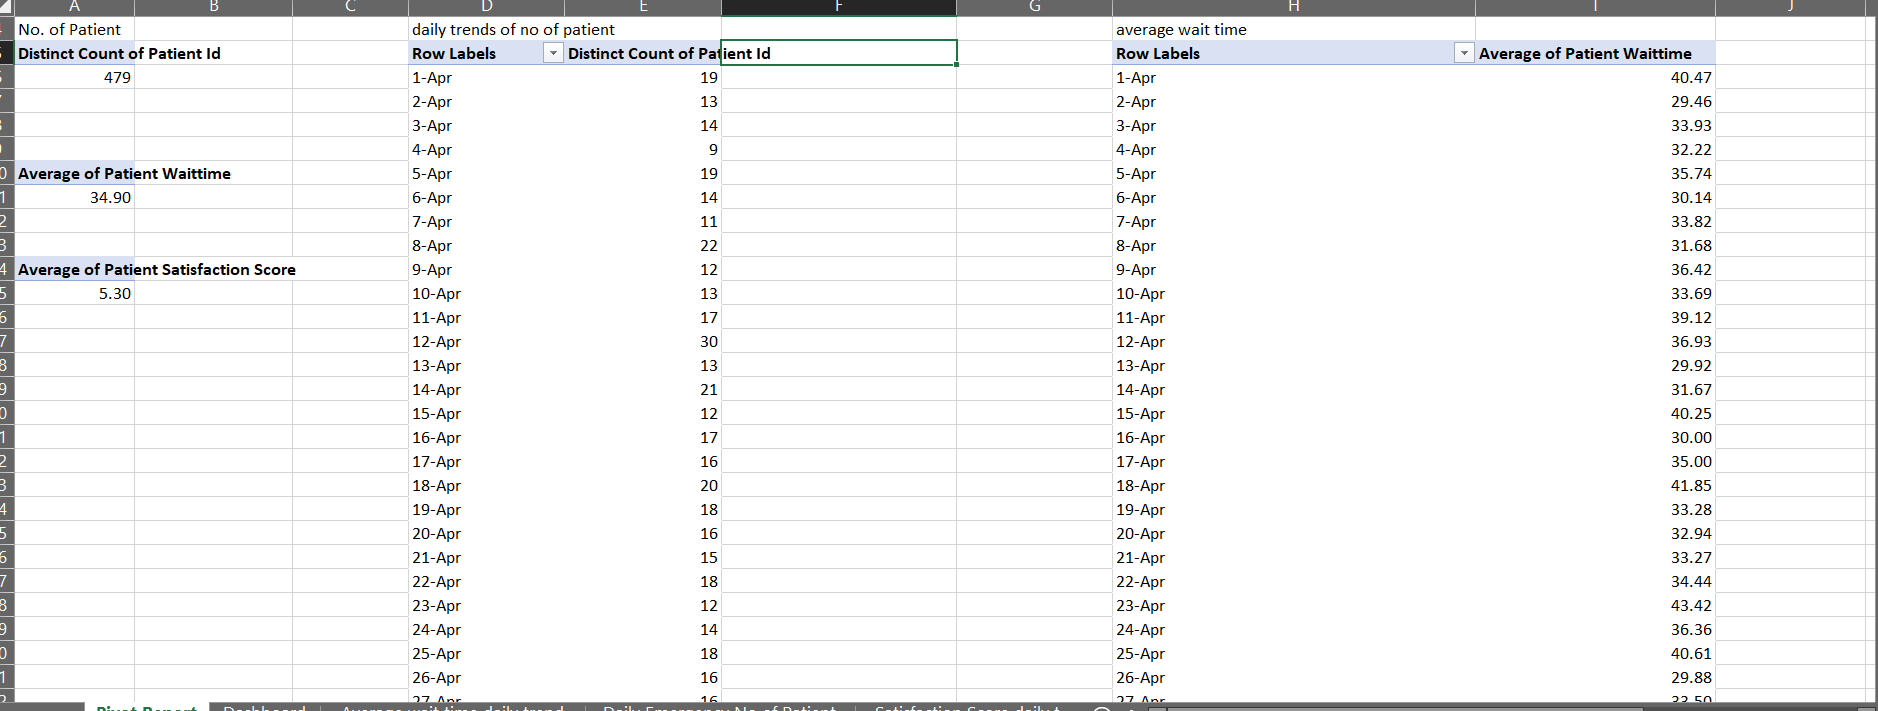 A B C D E F G H I J
No. of Patient daily trends of no of patient average wait time
Distinct Count of Patient Id Row Labels Distinct Count of Patient Id Row Labels Average of Patient Waittime
479 1-Apr 19 1-Apr 40.47
2-Apr 13 2-Apr 29.46
3-Apr 14 3-Apr 33.93
4-Apr 9 4-Apr 32.22
Average of Patient Waittime 5-Apr 19 5-Apr 35.74
34.90 6-Apr 14 6-Apr 30.14
7-Apr 11 7-Apr 33.82
8-Apr 22 8-Apr 31.68
Average of Patient Satisfaction Score 9-Apr 12 9-Apr 36.42
5.30 10-Apr 13 10-Apr 33.69
11-Apr 17 11-Apr 39.12
12-Apr 30 12-Apr 36.93
13-Apr 13 13-Apr 29.92
14-Apr 21 14-Apr 31.67
15-Apr 12 15-Apr 40.25
16-Apr 17 16-Apr 30.00
17-Apr 16 17-Apr 35.00
18-Apr 20 18-Apr 41.85
19-Apr 18 19-Apr 33.28
20-Apr 16 20-Apr 32.94
21-Apr 15 21-Apr 33.27
22-Apr 18 22-Apr 34.44
23-Apr 12 23-Apr 43.42
24-Apr 14 24-Apr 36.36
25-Apr 18 25-Apr 40.61
26-Apr 16 26-Apr 29.88
27-Apr 16 27-Apr 33.50
Pivot Report Dashboard Average wait time daily trend Daily Emergency No of Patient Satisfaction Score daily t